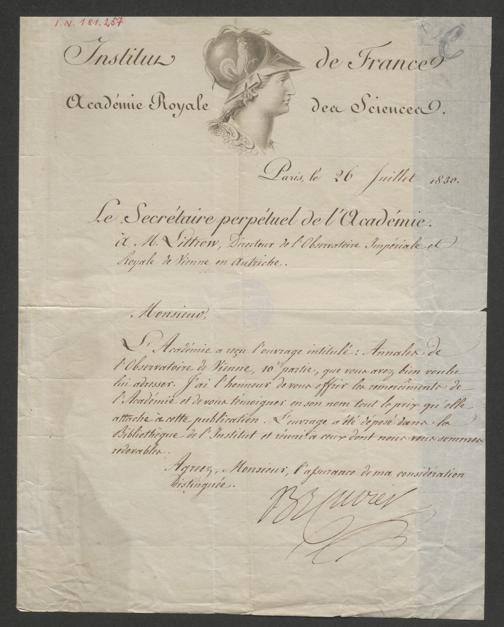 I.N. 181.257
Institut de France
Académie Royale des Sciences.
Paris, le 26 Juillet 1830.
Le Secrétaire perpétuel de l'Académie.
à M. Littrow, Directeur de l'Observatoire Impériale et
Royale de Vienne en Autriche.
Monsieur,
L'Académie a reçu l'ouvrage intitulé : Annales de
l'Observatoire de Vienne, 10e partie, que vous avez bien voulu
lui adresser. J'ai l'honneur de vous offrir les remerciments de
l'Académie et de vous témoigner en son nom tout le prix qu'elle
attache à cette publication. L'ouvrage a été déposé dans la
Bibliothèque de l'Institut et réuni à ceux dont nous vous sommes
redevables.
Agréez, Monsieur, l'assurance de ma considération
Distinguée.
Bn Cuvier